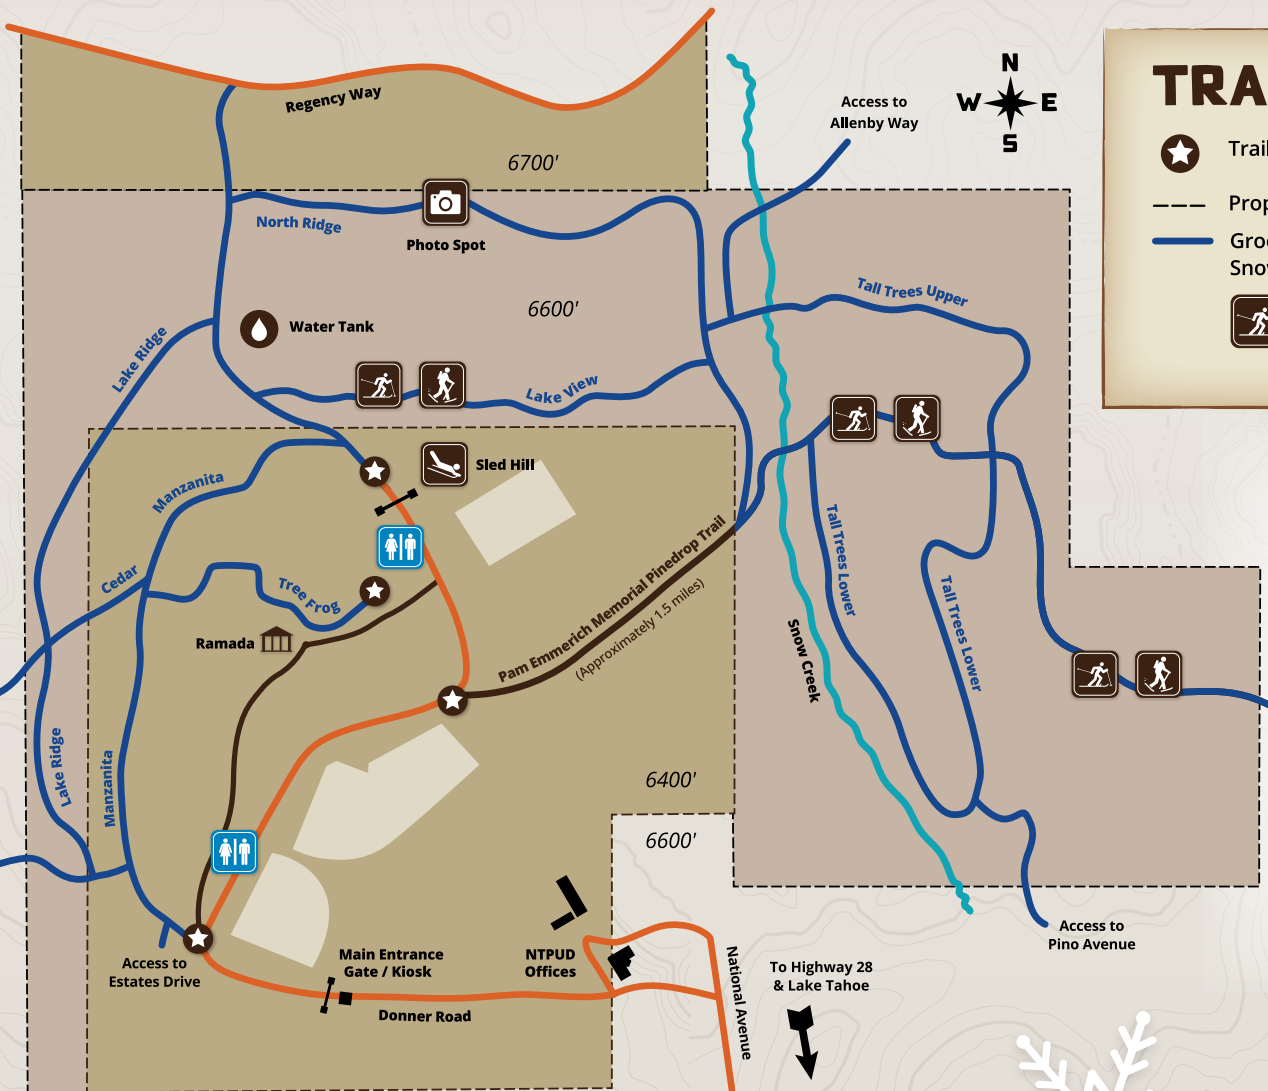 Regency Way
6700'
North Ridge
Photo Spot
Access to
Allenby Way
N
W E
S
TRA
Trail
Prop
Groo
Snow
6600'
Water Tank
Lake Ridge
Lake View
Tall Trees Upper
Sled Hill
Manzanita
Cedar
Tree Frog
Ramada
Pam Emmerich Memorial Pinedrop Trail
(Approximately 1.5 miles)
Tall Trees Lower
Tall Trees Lower
Snow Creek
Lake Ridge
Manzanita
6400'
6600'
Access to
Estates Drive
Main Entrance
Gate / Kiosk
Donner Road
NTPUD
Offices
National Avenue
To Highway 28
& Lake Tahoe
Access to
Pino Avenue